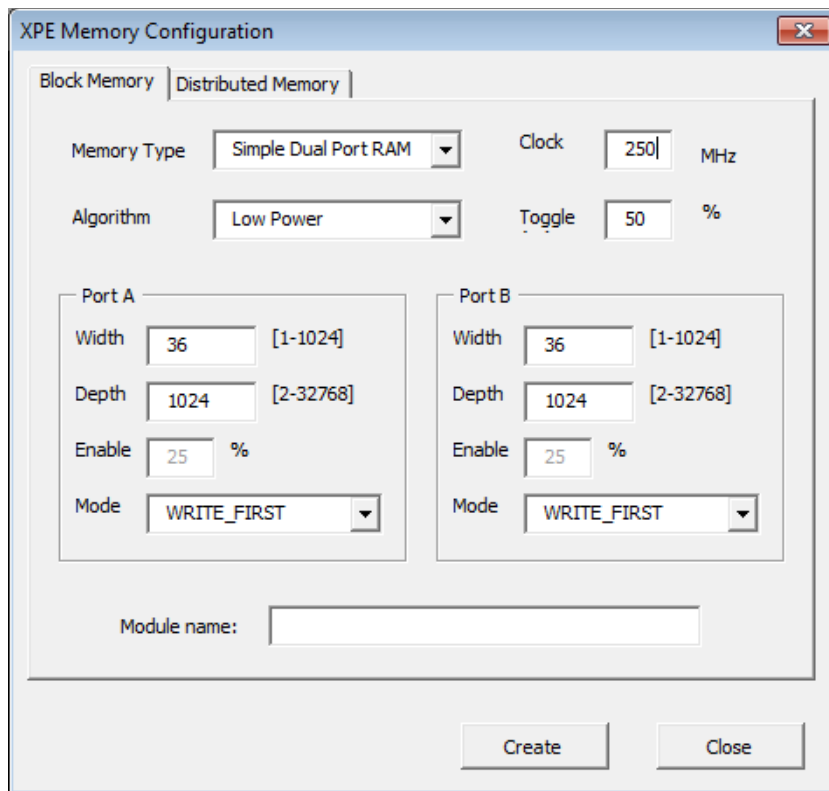 XPE Memory Configuration
Block Memory Distributed Memory
Memory Type Simple Dual Port RAM Clock 250 MHz
Algorithm Low Power Toggle 50 %
Port A Port B
Width 36 [1-1024] Width 36 [1-1024]
Depth 1024 [2-32768] Depth 1024 [2-32768]
Enable 25 % Enable 25 %
Mode WRITE_FIRST Mode WRITE_FIRST
Module name:
Create Close